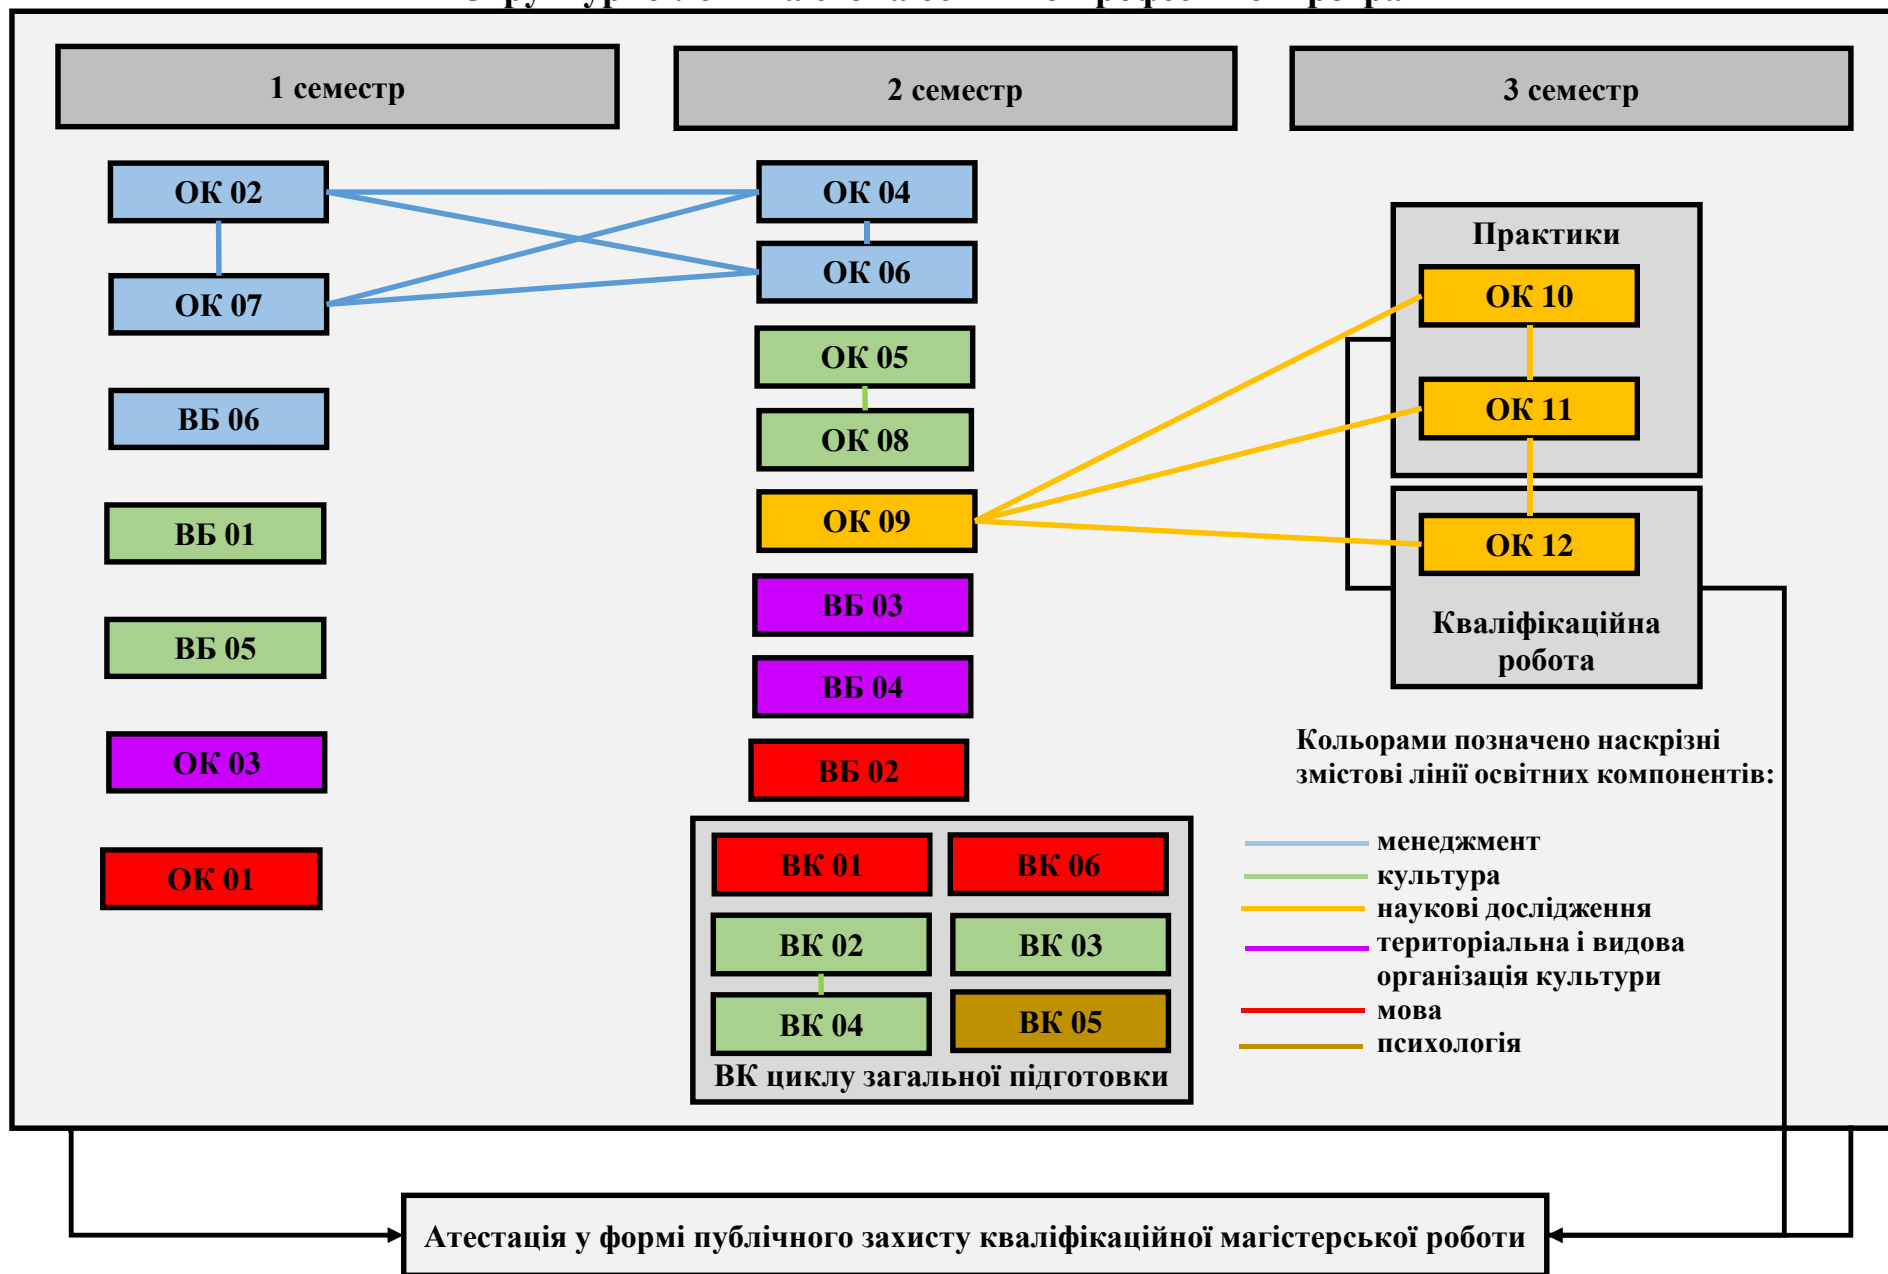 1 семестр
2 семестр
3 семестр
ОК 02
ОК 07
ВБ 06
ВБ 01
ВБ 05
ОК 03
ОК 01
ОК 04
ОК 06
ОК 05
ОК 08
ОК 09
ВБ 03
ВБ 04
ВБ 02
ВК 01
ВК 06
ВК 02
ВК 03
ВК 04
ВК 05
ВК циклу загальної підготовки
Практики
ОК 10
ОК 11
ОК 12
Кваліфікаційна
робота
Кольорами позначено наскрізні
змістові лінії освітних компонентів:
менеджмент
культура
наукові дослідження
територіальна і видова
організація культури
мова
психологія
Атестація у формі публічного захисту кваліфікаційної магістерської роботи